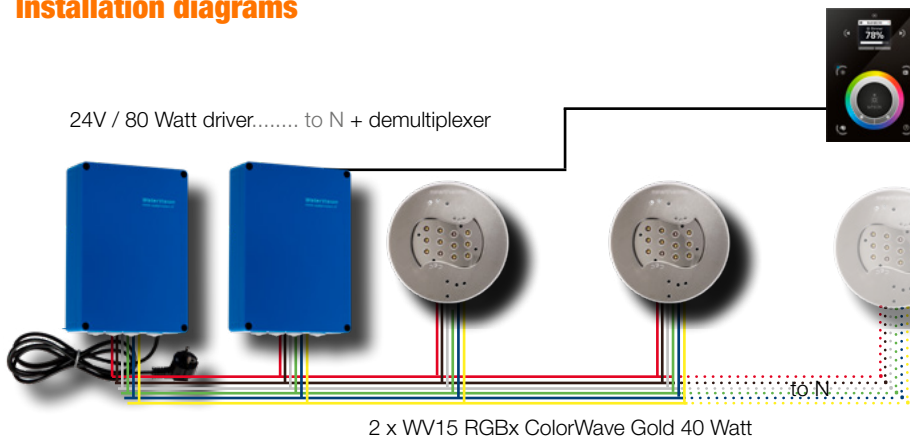 Installation diagrams
78%
24V / 80 Watt driver........ to N + demultiplexer
to N
2 x WV15 RGBx ColorWave Gold 40 Watt